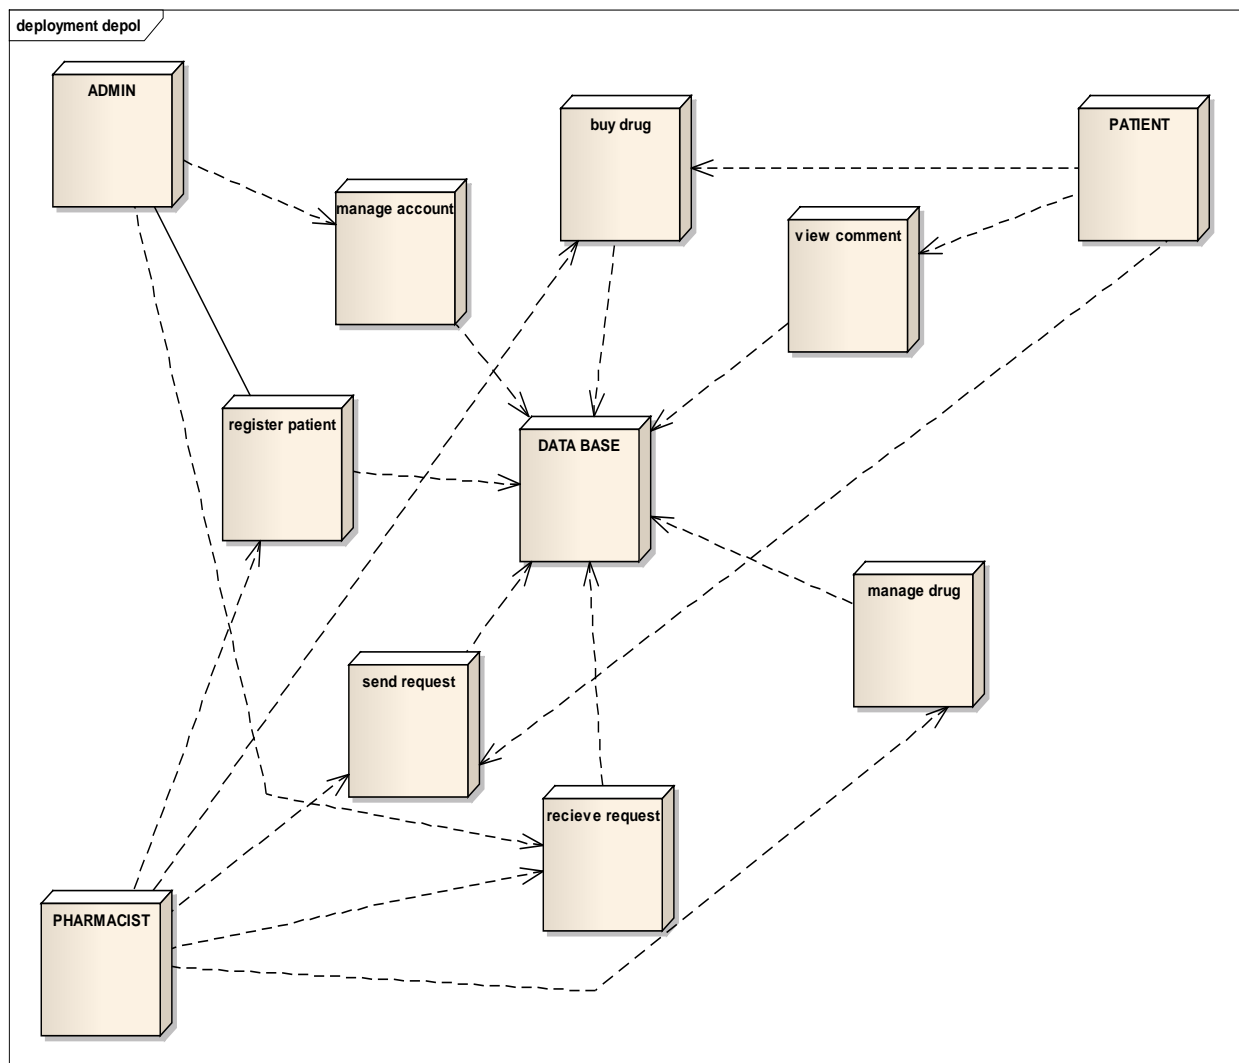 deployment depol
ADMIN
buy drug
PATIENT
manage account
view comment
register patient
DATA BASE
manage drug
send request
recieve request
PHARMACIST